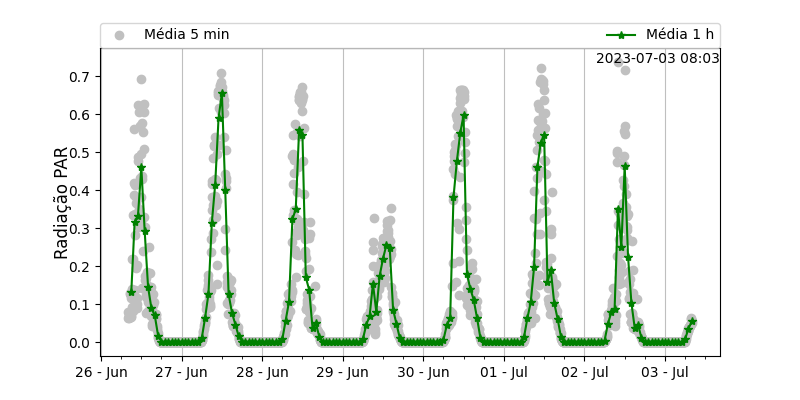 Média 5 min
Média 1 h
2023-07-03 08:03
Radiação PAR
0.7
0.6
0.5
0.4
0.3
0.2
0.1
0.0
26 - Jun
27 - Jun
28 - Jun
29 - Jun
30 - Jun
01 - Jul
02 - Jul
03 - Jul